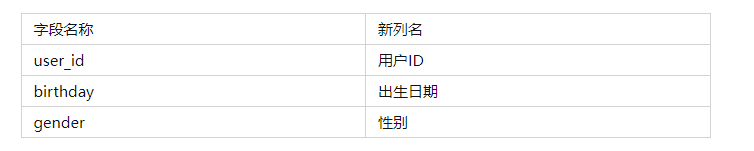 字段名称 新列名
user_id 用户ID
birthday 出生日期
gender 性别